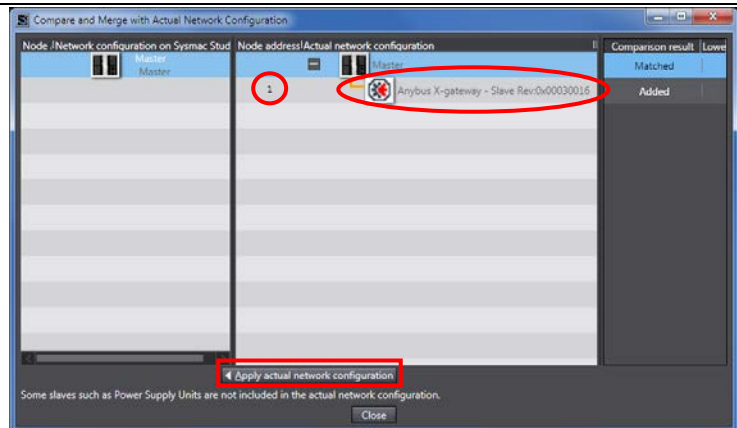 Compare and Merge with Actual Network Configuration
Node / Network configuration on Sysmac Stud
Node address Actual network configuration
Comparison result
Lowe
Master
Master
Master
Matched
1
Anybus X-gateway - Slave Rev:0x00030016
Added
Apply actual network configuration
Some slaves such as Power Supply Units are not included in the actual network configuration.
Close